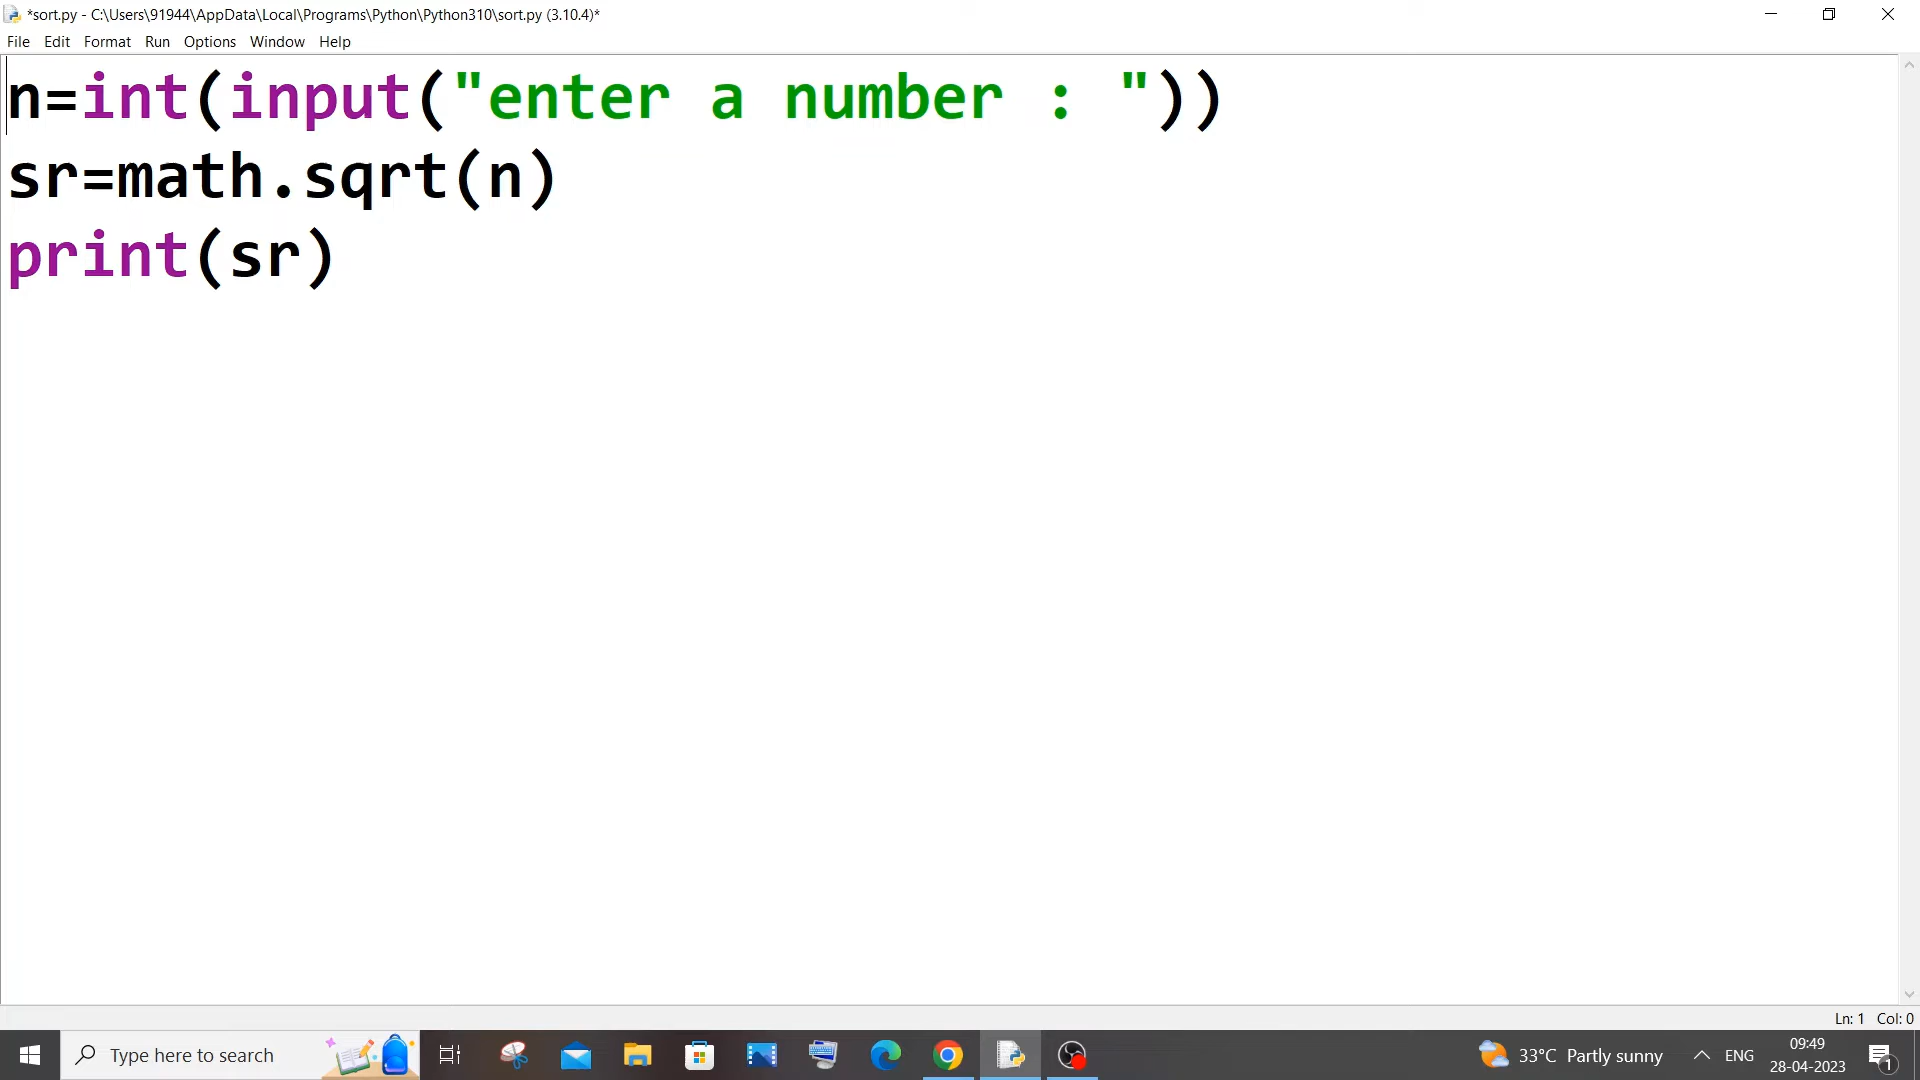 *sort.py - C:\Users\91944\AppData\Local\Programs\Python\Python310\sort.py (3.10.4)*
File Edit Format Run Options Window Help
n=int(input("enter a number : "))
sr=math.sqrt(n)
print(sr)
Ln: 1 Col: 0
Type here to search
33°C Partly sunny
ENG
09:49
28-04-2023
1